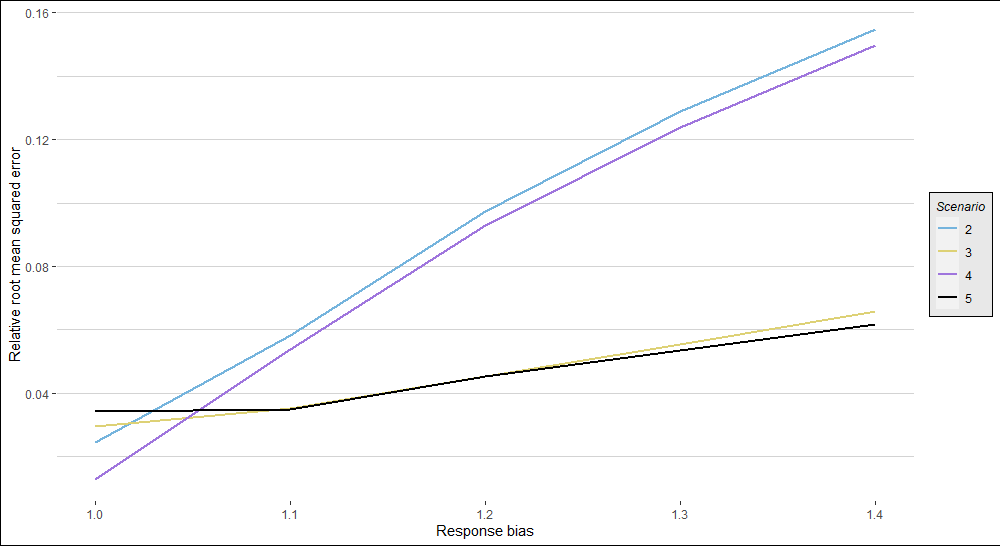 0.16
0.12
0.08
0.04
Relative root mean squared error
1.0 1.1 1.2 1.3 1.4
Response bias
Scenario
2
3
4
5